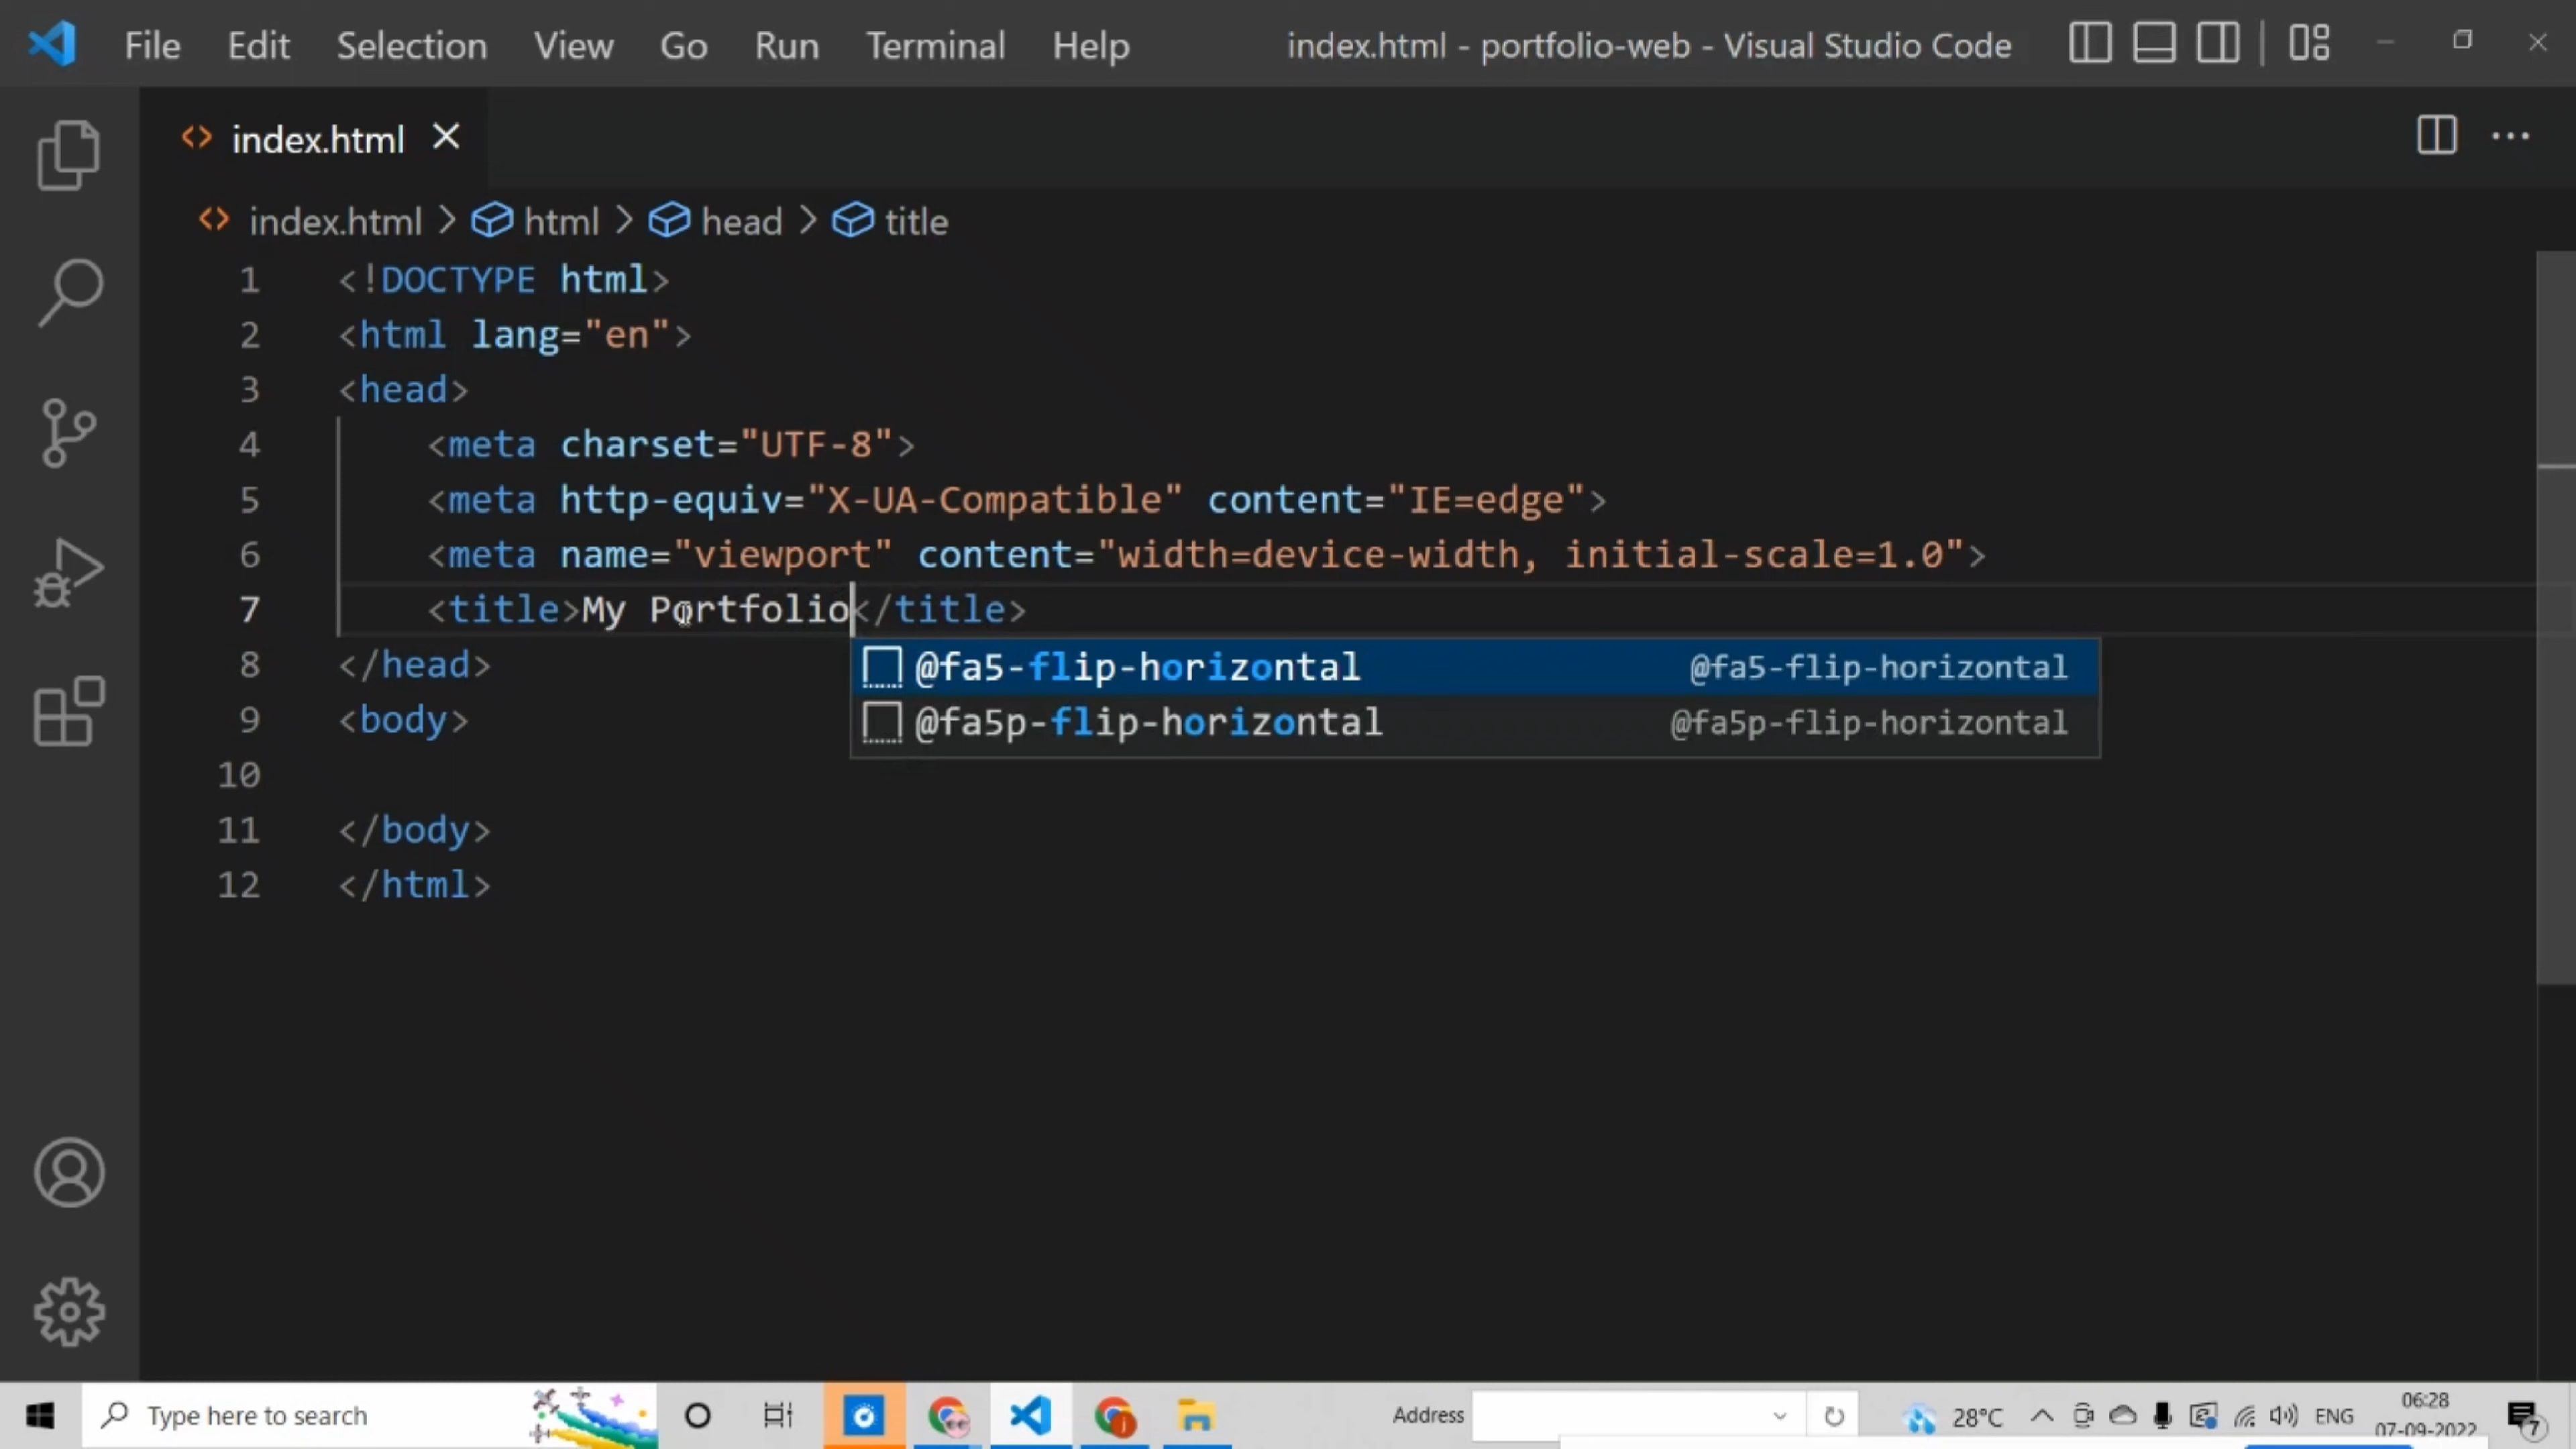 File Edit Selection View Go Run Terminal Help index.html - portfolio-web - Visual Studio Code
index.html
index.html > html > head > title
1 <!DOCTYPE html>
2 <html lang="en">
3 <head>
4 <meta charset="UTF-8">
5 <meta http-equiv="X-UA-Compatible" content="IE=edge">
6 <meta name="viewport" content="width=device-width, initial-scale=1.0">
7 <title>My Portfolio</title>
@fa5-flip-horizontal @fa5-flip-horizontal
8 </head>
@fa5p-flip-horizontal @fa5p-flip-horizontal
9 <body>
10
11 </body>
12 </html>
Type here to search Address 28°C ENG 06:28
07-09-2022 7